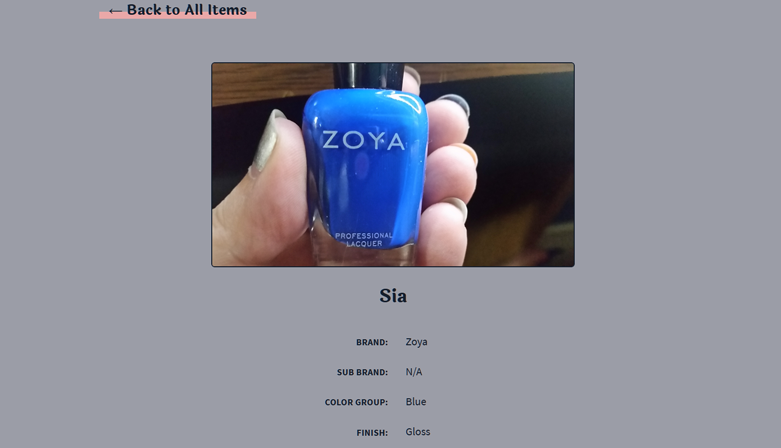 ← Back to All Items
ZOYA
PROFESSIONAL
LACQUER
Sia
BRAND: Zoya
SUB BRAND: N/A
COLOR GROUP: Blue
FINISH: Gloss